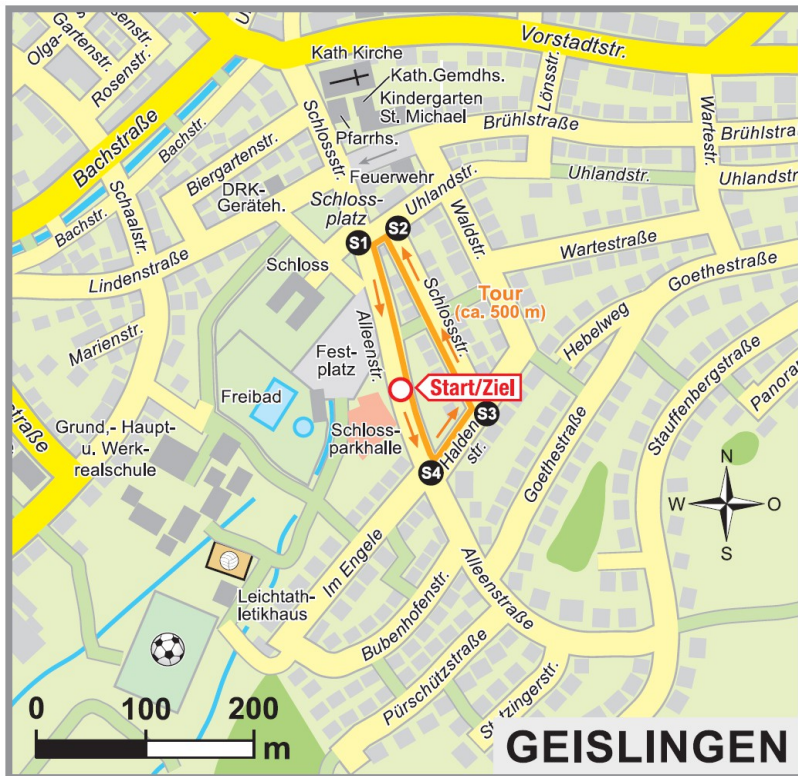 Olga-
Gartenstr.
Rosenstr.
Rosenstr.
Vorstadtstr.
Kath Kirche
Kath.Gemdhs.
Kindergarten
St. Michael
Pfarrhs.
Feuerwehr
Lönsstr.
Wartestr.
Brühlstraße
Brühlstra
Bachstraße
Bachstr.
Bachstr.
Schaalstr.
Biergartenstr.
DRK-
Geräteh.
Schlossstr.
Schloss-
platz
Uhlandstr.
Uhlandstr.
Uhlandstr.
Waldstr.
Wartestraße
Goethestraße
Lindenstraße
S1
S2
Schloss
Schlossstr.
Tour
(ca. 500 m)
Hebelweg
Marienstr.
Alleenstr.
Fest-
platz
Freibad
Start/Ziel
S3
Stauffenbergstraße
Panora
straße
Grund,- Haupt-
u. Werk-
realschule
Schloss-
parkhalle
S4
Halden-
str.
Goethestraße
N
W
O
S
Im Engele
Alleenstraße
Leichtath-
letikhaus
Bubenhofenstr.
Pürschützstraße
0
100
200
m
GEISLINGEN